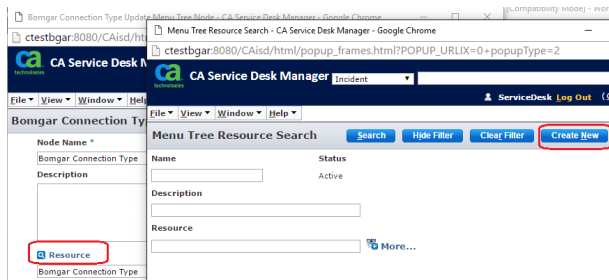 [Compatibility Mode] - Wor
Bomgar Connection Type Update Menu Tree Node - CA Service Desk Manager - Google Chrome
ctestbgar:8080/CAisd/ht
ca
technologies
CA Service Desk M
File View Window Help
Bomgar Connection Ty
Node Name *
Bomgar Connection Type
Description
Resource
Bomgar Connection Type
Menu Tree Resource Search - CA Service Desk Manager - Google Chrome
ctestbgar:8080/CAisd/html/popup_frames.html?POPUP_URLIX=0+popupType=2
ca
technologies
CA Service Desk Manager Incident
ServiceDesk Log Out
File View Window Help
Menu Tree Resource Search Search Hide Filter Clear Filter Create New
Name Status
Active
Description
Resource
More...